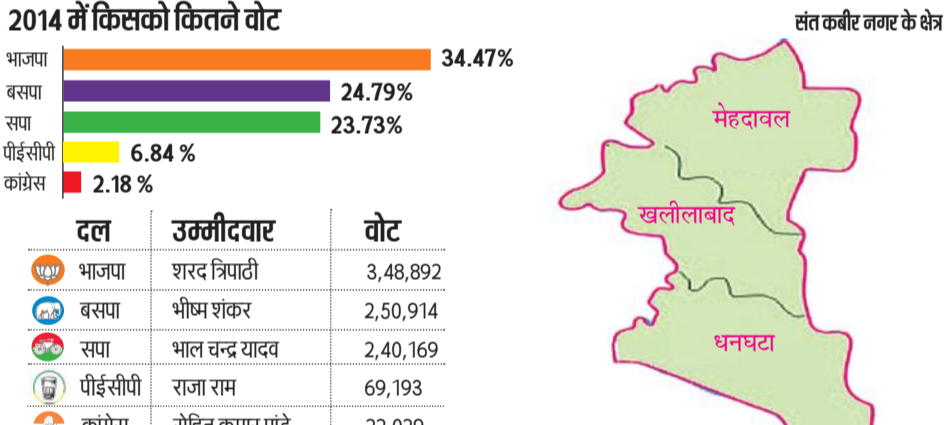 2014 में किसको कितने वोट
भाजपा 34.47%
बसपा 24.79%
सपा 23.73%
पीईसीपी 6.84 %
कांग्रेस 2.18 %
दल उम्मीदवार वोट
भाजपा शरद त्रिपाठी 3,48,892
बसपा भीष्म शंकर 2,50,914
सपा भाल चन्द्र यादव 2,40,169
पीईसीपी राजा राम 69,193
कांग्रेस
संत कबीर नगर के क्षेत्र
मेहदावल
खलीलाबाद
धनघटा